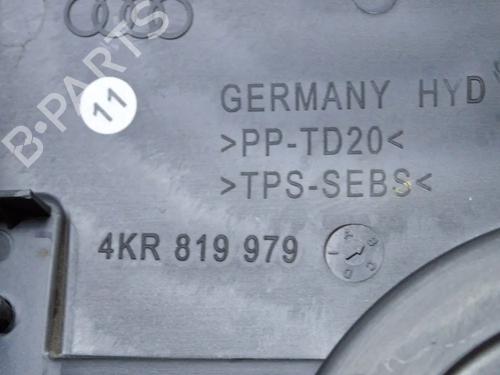 B-PARTS
11
GERMANY HYD
>PP-TD20<
>TPS-SEBS<
4KR 819 979
A B C D